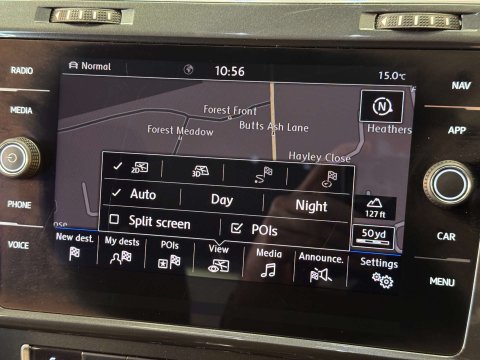 RADIO
MEDIA
PHONE
VOICE
Normal
10:56
15.0°C
N
Forest Front
Butts Ash Lane
Forest Meadow
Heathers
Hayley Close
2D
3D
Auto
Day
Night
Split screen
POIs
127 ft
50yd
ose
New dest.
My dests
POIs
View
Media
Announce.
Settings
NAV
APP
CAR
MENU